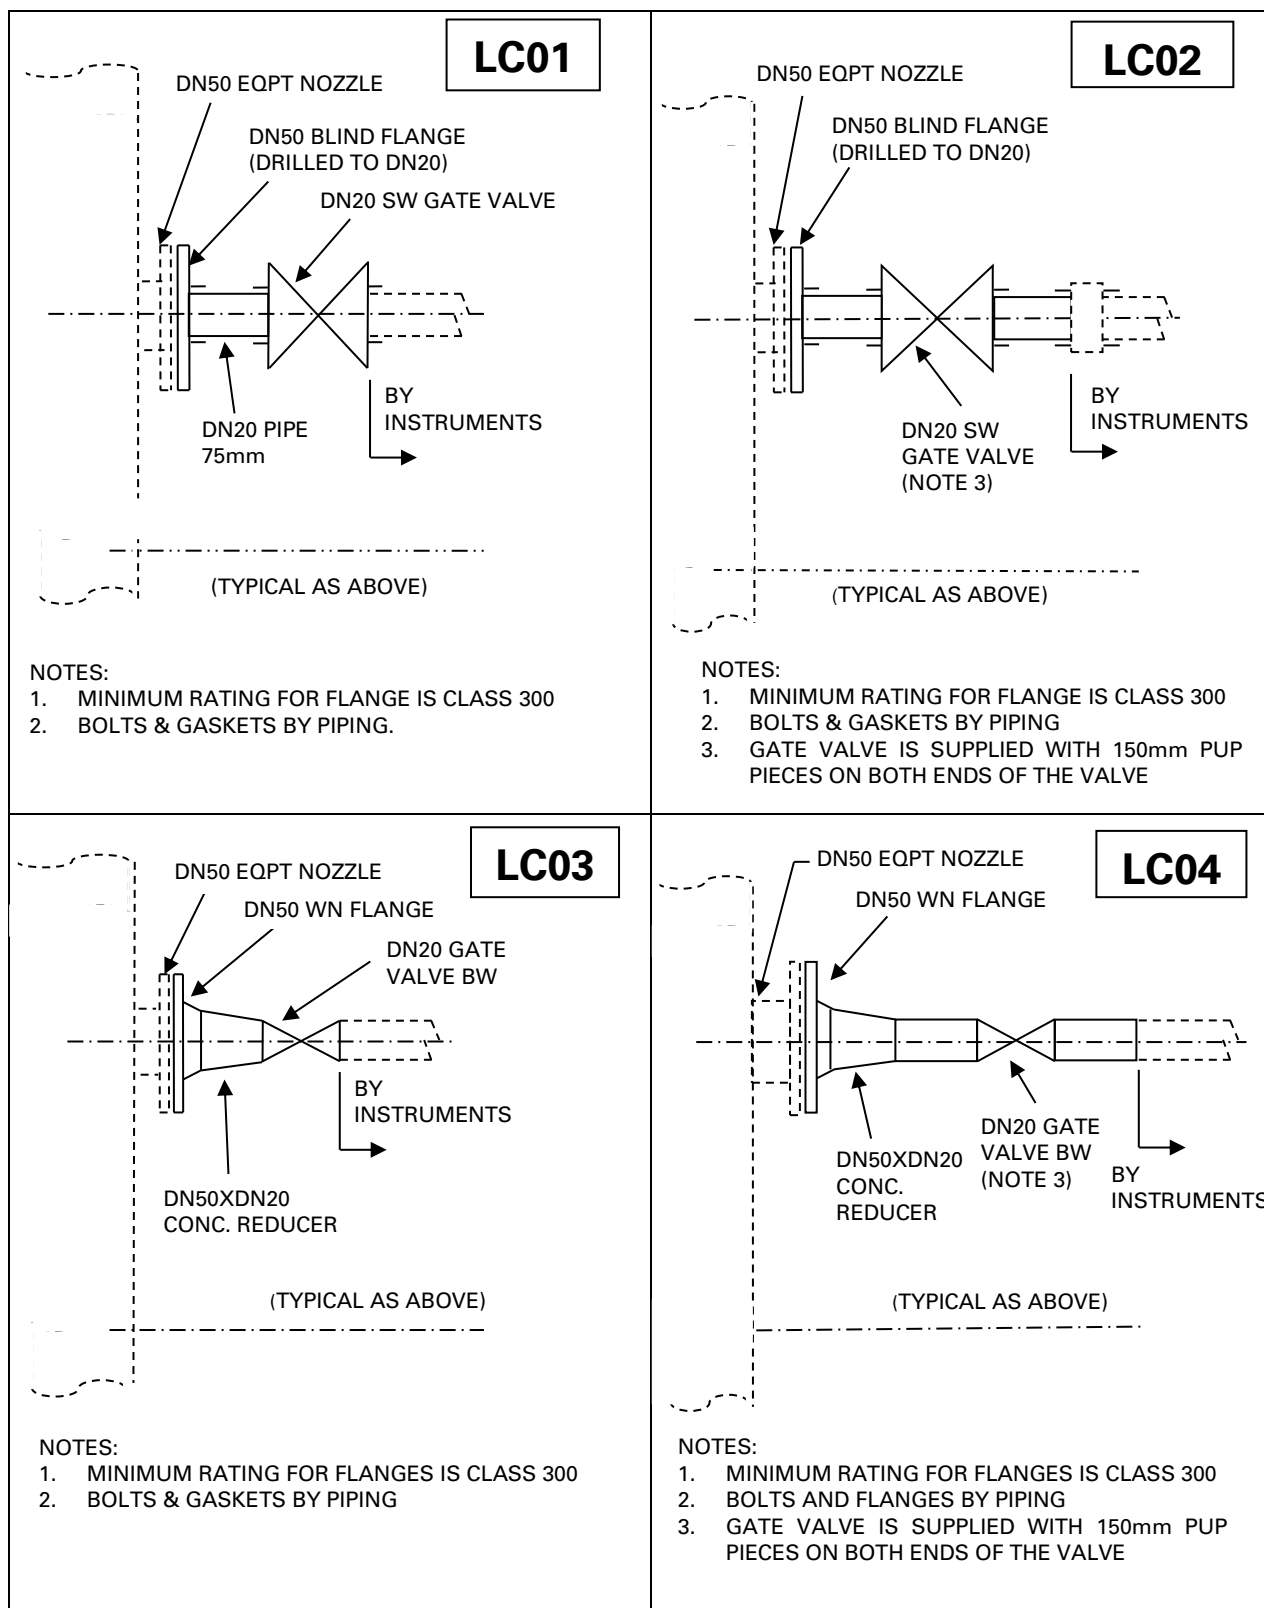 LC01
DN50 EQPT NOZZLE
DN50 BLIND FLANGE
(DRILLED TO DN20)
DN20 SW GATE VALVE
BY
INSTRUMENTS
DN20 PIPE
75mm
(TYPICAL AS ABOVE)
NOTES:
1. MINIMUM RATING FOR FLANGE IS CLASS 300
2. BOLTS & GASKETS BY PIPING.
LC02
DN50 EQPT NOZZLE
DN50 BLIND FLANGE
(DRILLED TO DN20)
BY
INSTRUMENTS
DN20 SW
GATE VALVE
(NOTE 3)
(TYPICAL AS ABOVE)
NOTES:
1. MINIMUM RATING FOR FLANGE IS CLASS 300
2. BOLTS & GASKETS BY PIPING
3. GATE VALVE IS SUPPLIED WITH 150mm PUP
PIECES ON BOTH ENDS OF THE VALVE
LC03
DN50 EQPT NOZZLE
DN50 WN FLANGE
DN20 GATE
VALVE BW
BY
INSTRUMENTS
DN50XDN20
CONC. REDUCER
(TYPICAL AS ABOVE)
NOTES:
1. MINIMUM RATING FOR FLANGES IS CLASS 300
2. BOLTS & GASKETS BY PIPING
LC04
DN50 EQPT NOZZLE
DN50 WN FLANGE
DN20 GATE
VALVE BW
(NOTE 3)
DN50XDN20
CONC.
REDUCER
BY
INSTRUMENTS
(TYPICAL AS ABOVE)
NOTES:
1. MINIMUM RATING FOR FLANGES IS CLASS 300
2. BOLTS AND FLANGES BY PIPING
3. GATE VALVE IS SUPPLIED WITH 150mm PUP
PIECES ON BOTH ENDS OF THE VALVE